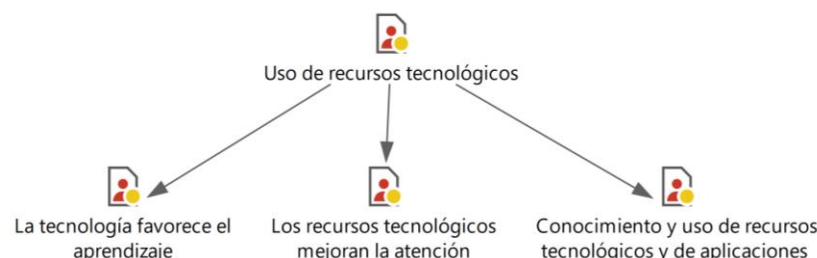 Uso de recursos tecnológicos
La tecnología favorece el
aprendizaje
Los recursos tecnológicos
mejoran la atención
Conocimiento y uso de recursos
tecnológicos y de aplicaciones